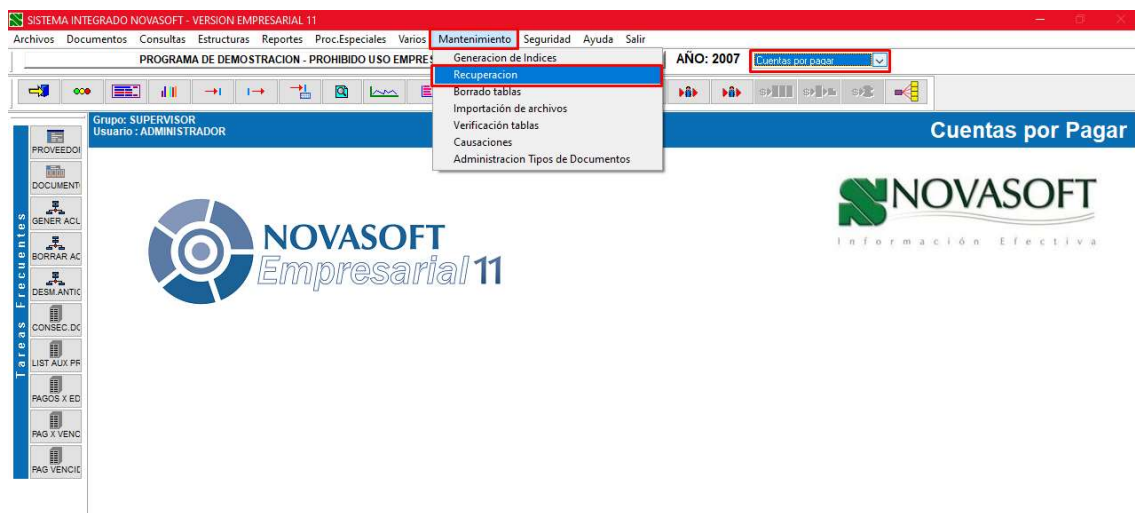 SISTEMA INTEGRADO NOVASOFT - VERSION EMPRESARIAL 11
Archivos Documentos Consultas Estructuras Reportes Proc.Especiales Varios Mantenimiento Seguridad Ayuda Salir
PROGRAMA DE DEMOSTRACION - PROHIBIDO USO EMPRES
AÑO: 2007
Cuentas por pagar
Generacion de Indices
Recuperacion
Borrado tablas
Importación de archivos
Verificación tablas
Causaciones
Administracion Tipos de Documentos
Grupo: SUPERVISOR
Usuario : ADMINISTRADOR
Cuentas por Pagar
Tareas Frecuentes
PROVEEDOI
DOCUMENT
GENER ACL
BORRAR AC
DESM.ANTIC
CONSEC.DC
LIST AUX PR
PAGOS X ED
PAG X VENC
PAG VENCIC
NOVASOFT
Empresarial 11
NOVASOFT
Información Efectiva